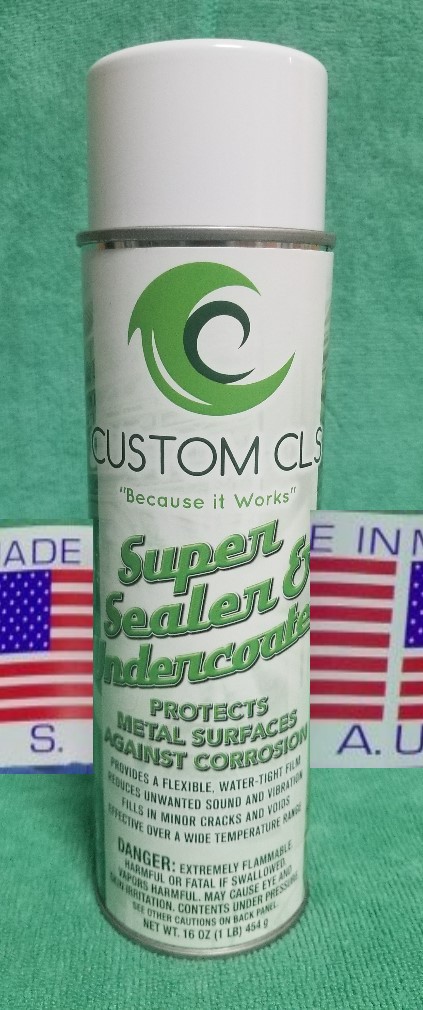 CUSTOM CLS
"Because it Works"
ADE
E IN M
Super
Sealer &
Undercoate
S.
A. U
PROTECTS
METAL SURFACES
AGAINST CORROSION
PROVIDES A FLEXIBLE, WATER-TIGHT FILM
REDUCES UNWANTED SOUND AND VIBRATION
FILLS IN MINOR CRACKS AND VOIDS
EFFECTIVE OVER A WIDE TEMPERATURE RANGE
DANGER: EXTREMELY FLAMMABLE.
HARMFUL OR FATAL IF SWALLOWED.
VAPORS HARMFUL. MAY CAUSE EYE AND
SKIN IRRITATION. CONTENTS UNDER PRESSURE.
SEE OTHER CAUTIONS ON BACK PANEL.
NET WT. 16 OZ (1 LB) 454 g